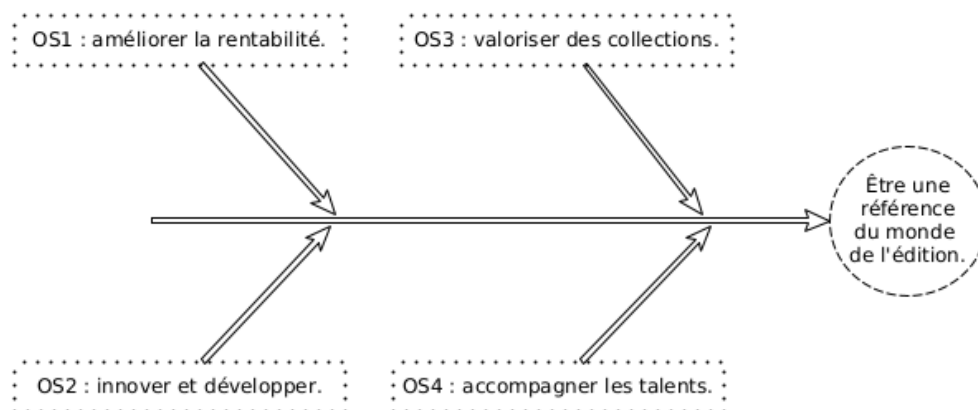 OS1 : améliorer la rentabilité.
OS3 : valoriser des collections.
Être une
référence
du monde
de l'édition.
OS2 : innover et développer.
OS4 : accompagner les talents.